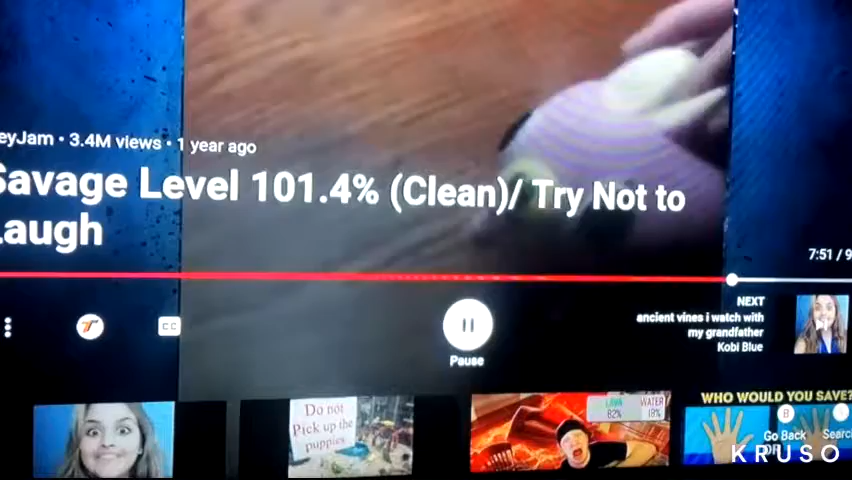 eyJam • 3.4M views • 1 year ago
Savage Level 101.4% (Clean)/ Try Not to
Laugh
7:51 / 9
NEXT
ancient vines i watch with
my grandfather
Kobi Blue
CC
Pause
Do not
Pick up the
puppies
LAVA
82%
WATER
18%
WHO WOULD YOU SAVE?
B
Go Back
Searc
KRUSO